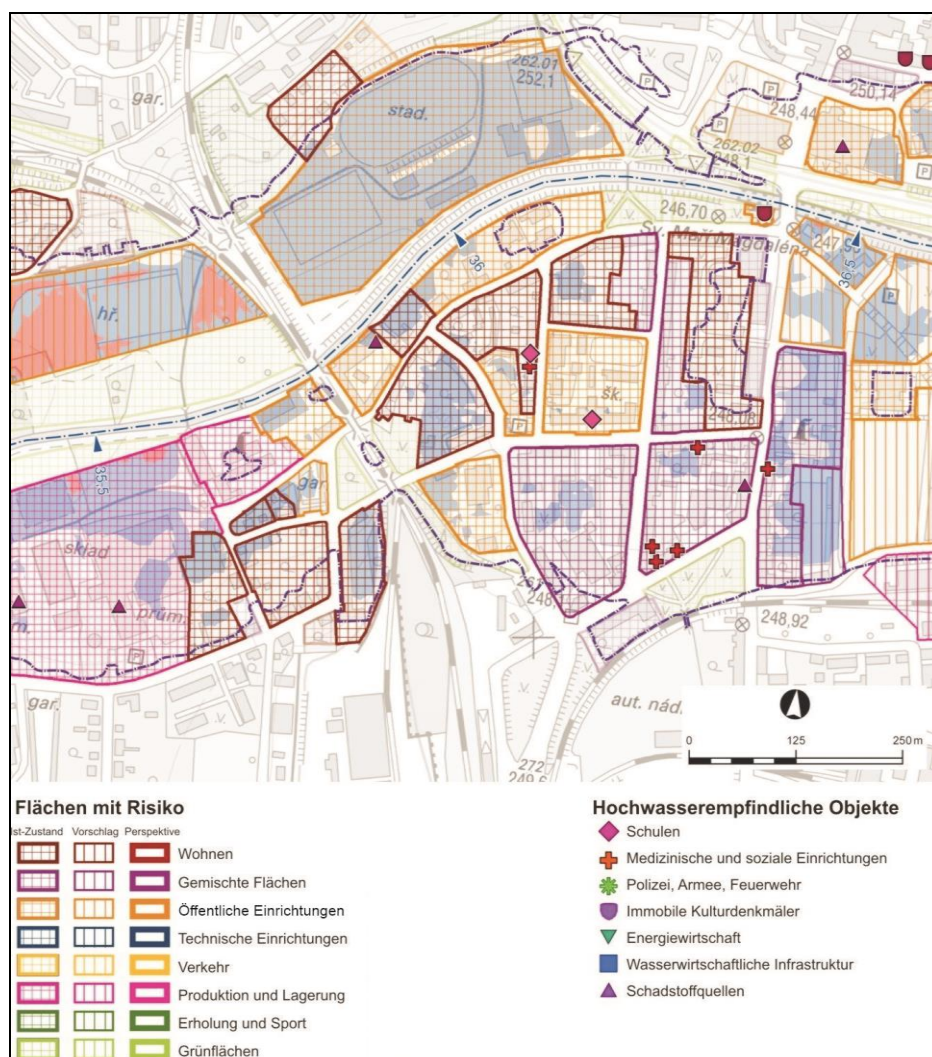 262.01
252,1
250,14
gar.
stad.
248,44
262.02
248,1
246,70
Sv. Maří Magdaléna
36
36,5
hř.
šk.
35,5
gar.
sklad
prům.
248,92
gar.
aut. nádr.
272
249,6
0 125 250 m
Flächen mit Risiko
Ist-Zustand Vorschlag Perspektive
Wohnen
Gemischte Flächen
Öffentliche Einrichtungen
Technische Einrichtungen
Verkehr
Produktion und Lagerung
Erholung und Sport
Grünflächen
Hochwasserempfindliche Objekte
Schulen
Medizinische und soziale Einrichtungen
Polizei, Armee, Feuerwehr
Immobile Kulturdenkmäler
Energiewirtschaft
Wasserwirtschaftliche Infrastruktur
Schadstoffquellen